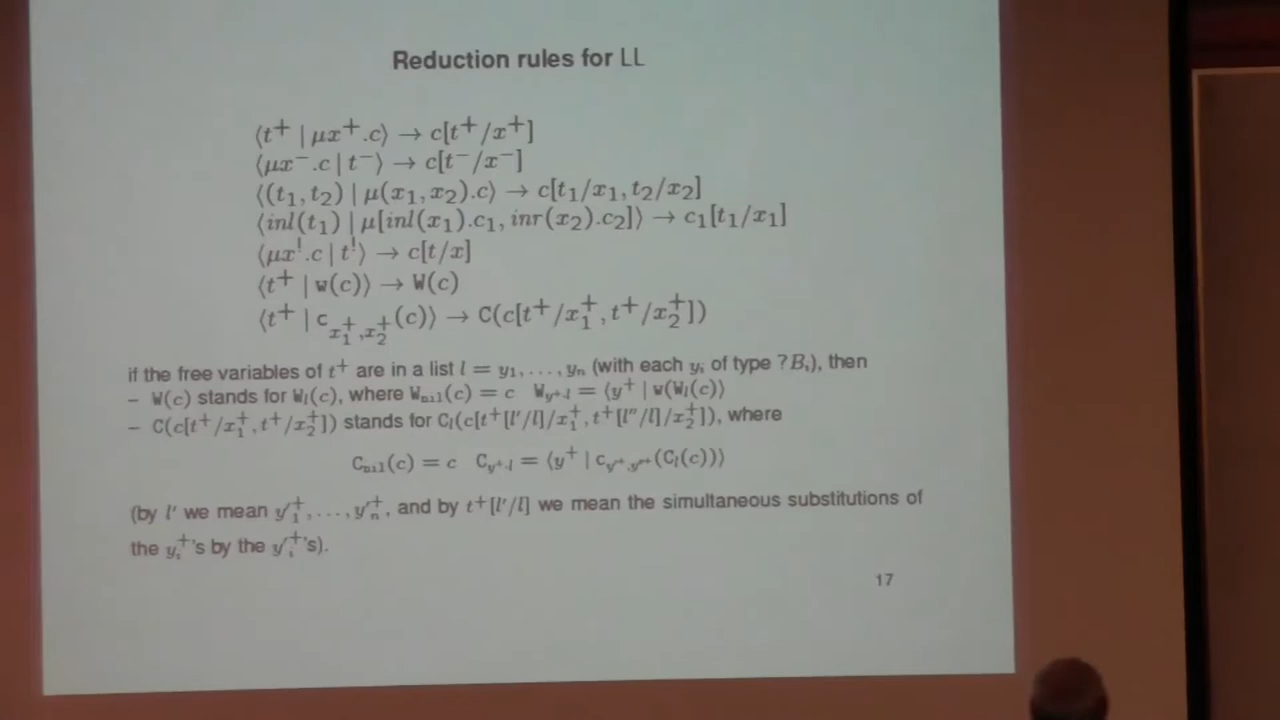 Reduction rules for LL
⟨t⁺ | μx⁺.c⟩ → c[t⁺/x⁺]
⟨μx⁻.c | t⁻⟩ → c[t⁻/x⁻]
⟨(t₁, t₂) | μ(x₁, x₂).c⟩ → c[t₁/x₁, t₂/x₂]
⟨inl(t₁) | μ[inl(x₁).c₁, inr(x₂).c₂]⟩ → c₁[t₁/x₁]
⟨μx^!.c | t^!⟩ → c[t/x]
⟨t⁺ | w(c)⟩ → W(c)
⟨t⁺ | c_{x₁⁺,x₂⁺}(c)⟩ → C(c[t⁺/x₁⁺, t⁺/x₂⁺])
if the free variables of t⁺ are in a list l = y₁, . . . , yₙ (with each yᵢ of type ?Bᵢ), then
– W(c) stands for W_l(c), where W_{nil}(c) = c W_{y⁺·l} = ⟨y⁺ | w(W_l(c)⟩
– C(c[t⁺/x₁⁺, t⁺/x₂⁺]) stands for C_l(c[t⁺[l′/l]/x₁⁺, t⁺[l″/l]/x₂⁺]), where
C_{nil}(c) = c C_{y⁺·l} = ⟨y⁺ | c_{y′⁺,y″⁺}(C_l(c))⟩
(by l′ we mean y′₁⁺, . . . , y′ₙ⁺, and by t⁺[l′/l] we mean the simultaneous substitutions of
the yᵢ⁺'s by the y′ᵢ⁺'s).
17